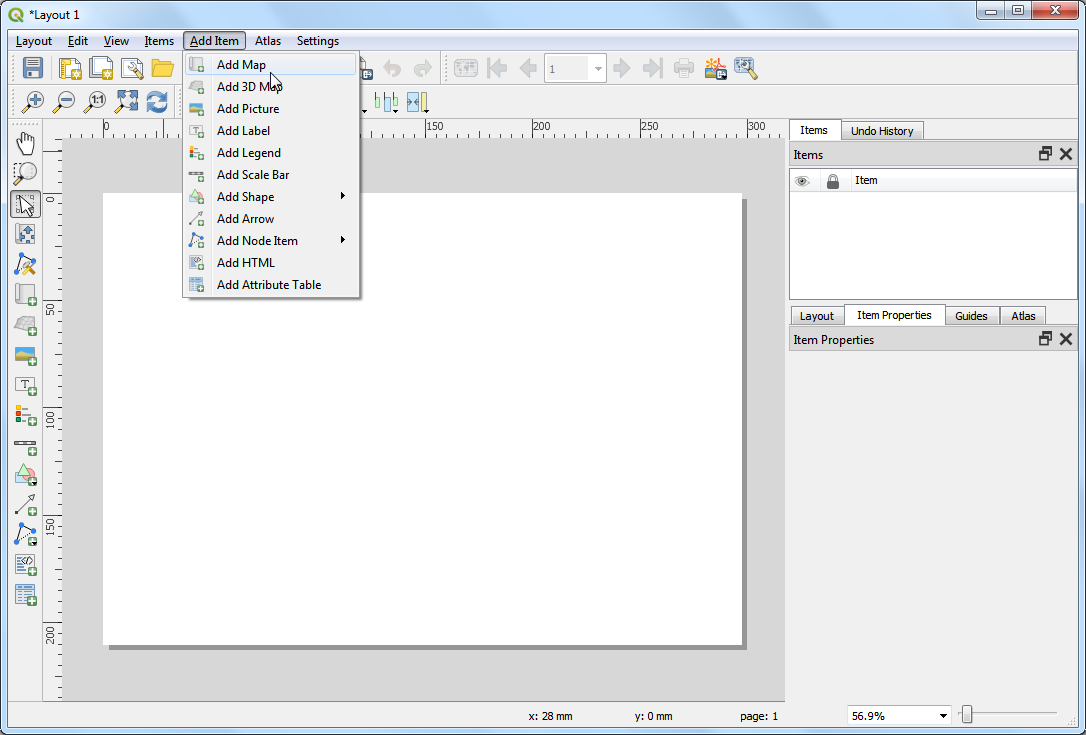 *Layout 1
Layout Edit View Items Add Item Atlas Settings
Add Map
1
Add 3D Map
1:1
Add Picture
0 150 200 250 300
Add Label
Items Undo History
Add Legend
Items
Add Scale Bar
Item
Add Shape
Add Arrow
Add Node Item
Add HTML
Add Attribute Table
0
50
100
150
200
Layout Item Properties Guides Atlas
Item Properties
x: 28 mm y: 0 mm page: 1 56.9%